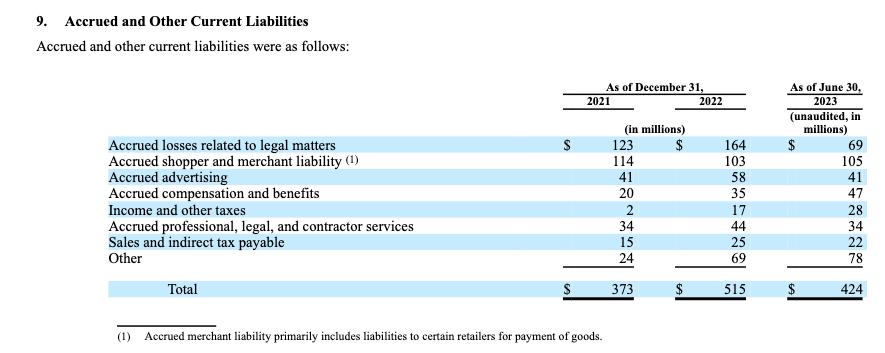 9. Accrued and Other Current Liabilities
Accrued and other current liabilities were as follows:
As of December 31, As of June 30,
2021 2022 2023
(unaudited, in
(in millions) millions)
Accrued losses related to legal matters $ 123 $ 164 $ 69
Accrued shopper and merchant liability (1) 114 103 105
Accrued advertising 41 58 41
Accrued compensation and benefits 20 35 47
Income and other taxes 2 17 28
Accrued professional, legal, and contractor services 34 44 34
Sales and indirect tax payable 15 25 22
Other 24 69 78
Total $ 373 $ 515 $ 424
(1) Accrued merchant liability primarily includes liabilities to certain retailers for payment of goods.